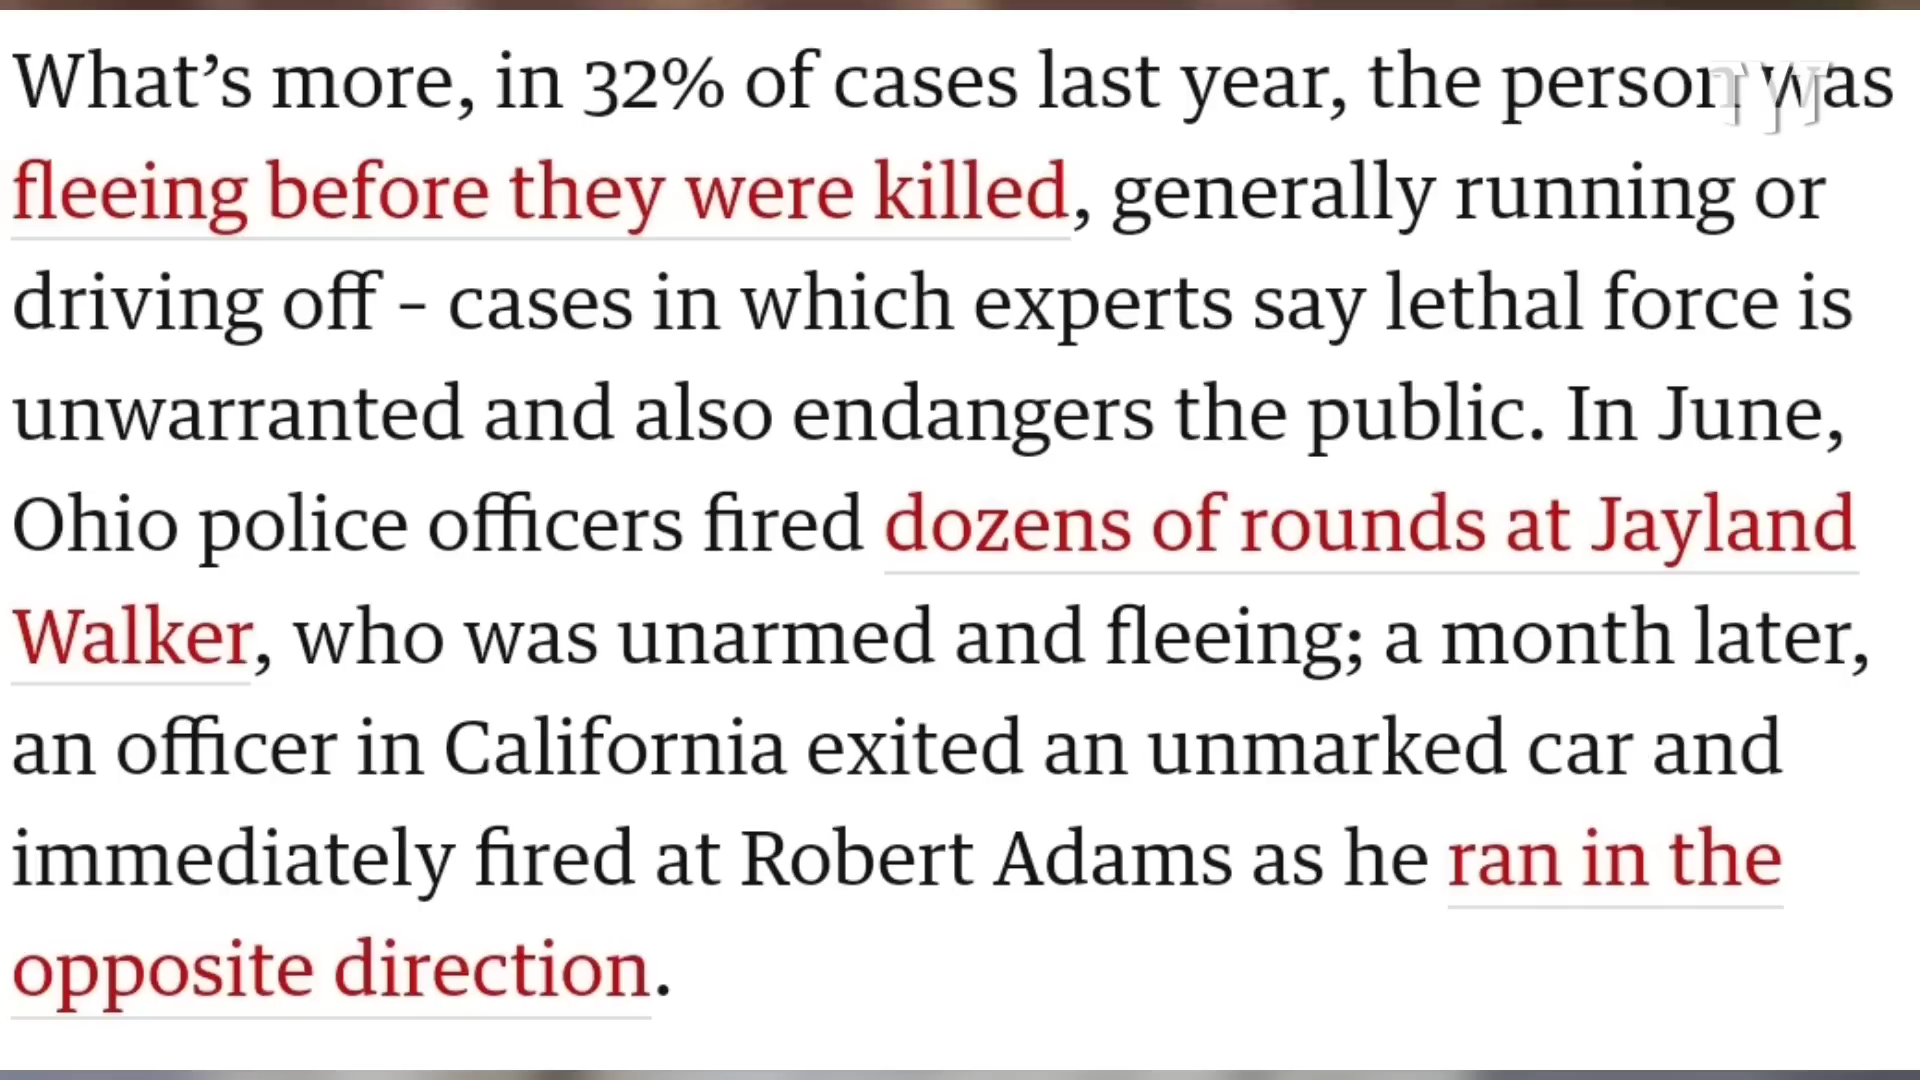 What’s more, in 32% of cases last year, the person was
fleeing before they were killed, generally running or
driving off – cases in which experts say lethal force is
unwarranted and also endangers the public. In June,
Ohio police officers fired dozens of rounds at Jayland
Walker, who was unarmed and fleeing; a month later,
an officer in California exited an unmarked car and
immediately fired at Robert Adams as he ran in the
opposite direction.